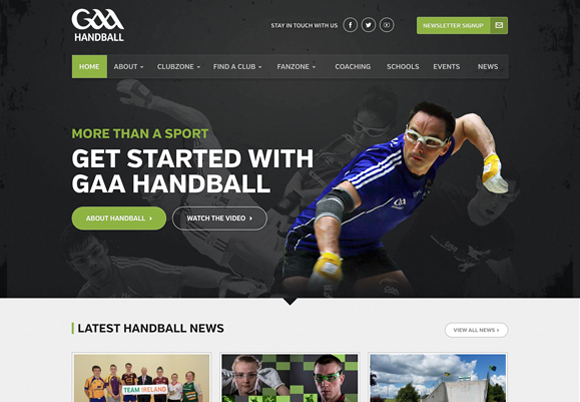 GAA
HANDBALL
STAY IN TOUCH WITH US
NEWSLETTER SIGNUP
HOME ABOUT CLUBZONE FIND A CLUB FANZONE COACHING SCHOOLS EVENTS NEWS
MORE THAN A SPORT
GET STARTED WITH
GAA HANDBALL
ABOUT HANDBALL
WATCH THE VIDEO
GAA
LATEST HANDBALL NEWS
VIEW ALL NEWS
TEAM IRELAND